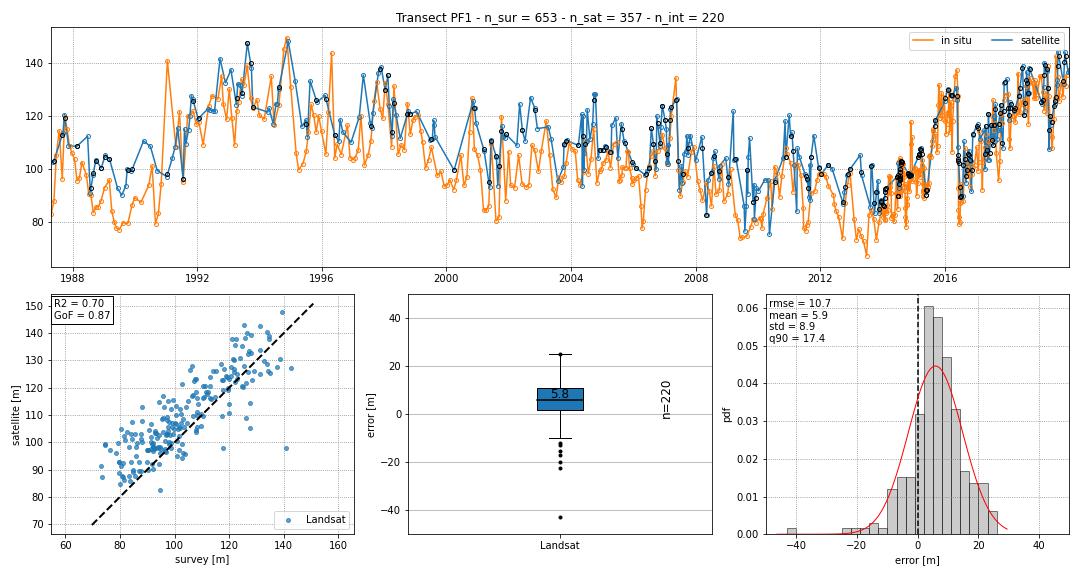 Transect PF1 - n_sur = 653 - n_sat = 357 - n_int = 220
in situ
satellite
140
120
100
80
1988
1992
1996
2000
2004
2008
2012
2016
R2 = 0.70
GoF = 0.87
satellite [m]
150
140
130
120
110
100
90
80
70
60
80
100
120
140
160
survey [m]
Landsat
error [m]
40
20
0
−20
−40
5.8
n=220
Landsat
rmse = 10.7
mean = 5.9
std = 8.9
q90 = 17.4
pdf
0.06
0.05
0.04
0.03
0.02
0.01
0.00
−40
−20
0
20
40
error [m]